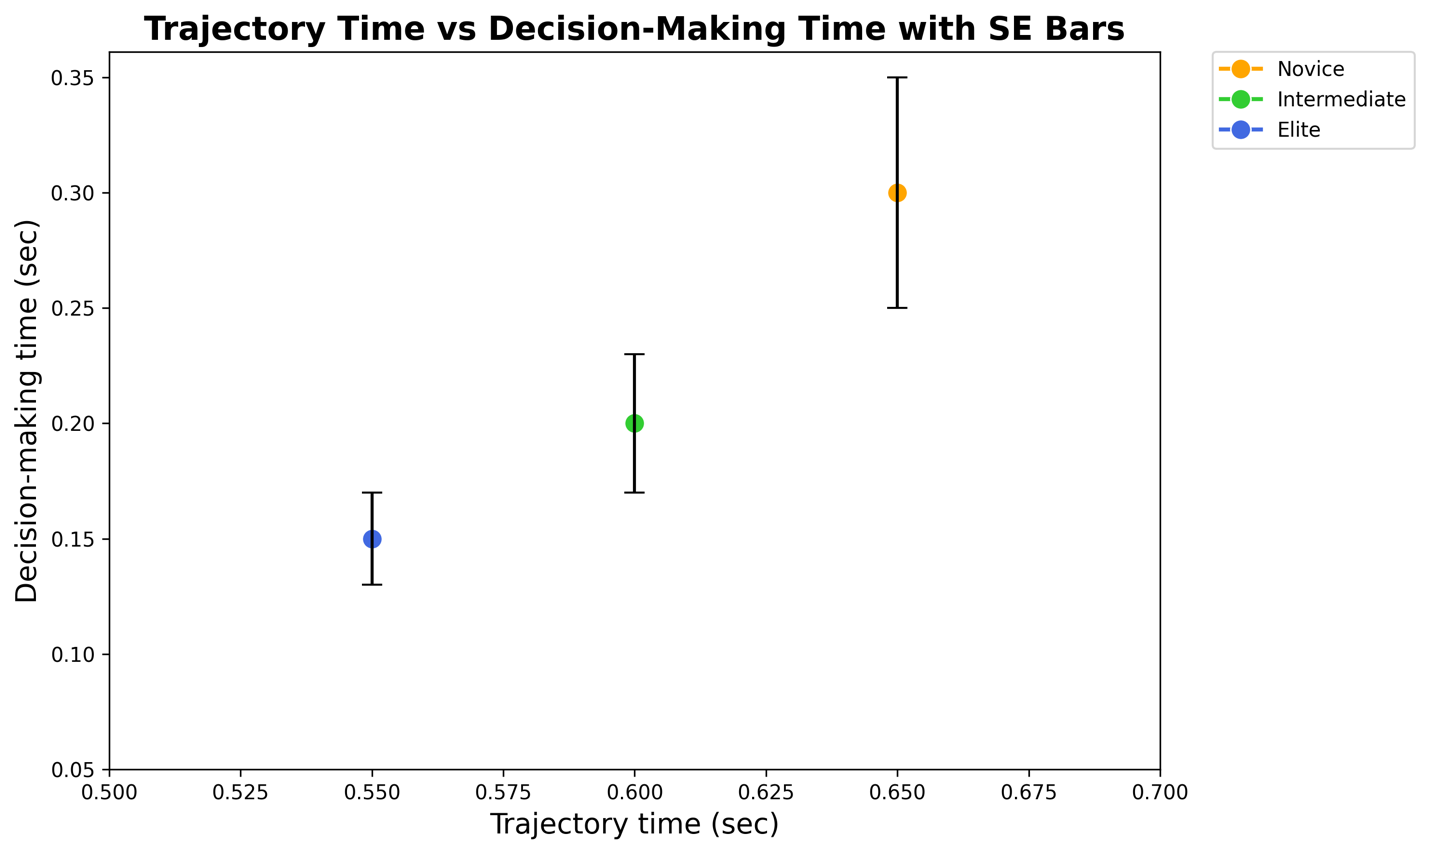 Trajectory Time vs Decision-Making Time with SE Bars
Novice
Intermediate
Elite
Decision-making time (sec)
0.35
0.30
0.25
0.20
0.15
0.10
0.05
0.500 0.525 0.550 0.575 0.600 0.625 0.650 0.675 0.700
Trajectory time (sec)